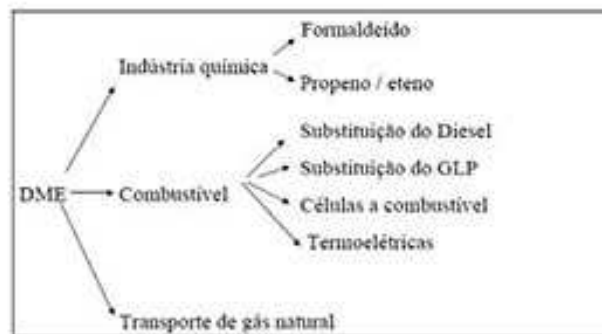 Formaldeído
Indústria química
Propeno / eteno
Substituição do Diesel
Substituição do GLP
DME
Combustível
Células a combustível
Termoelétricas
Transporte de gás natural